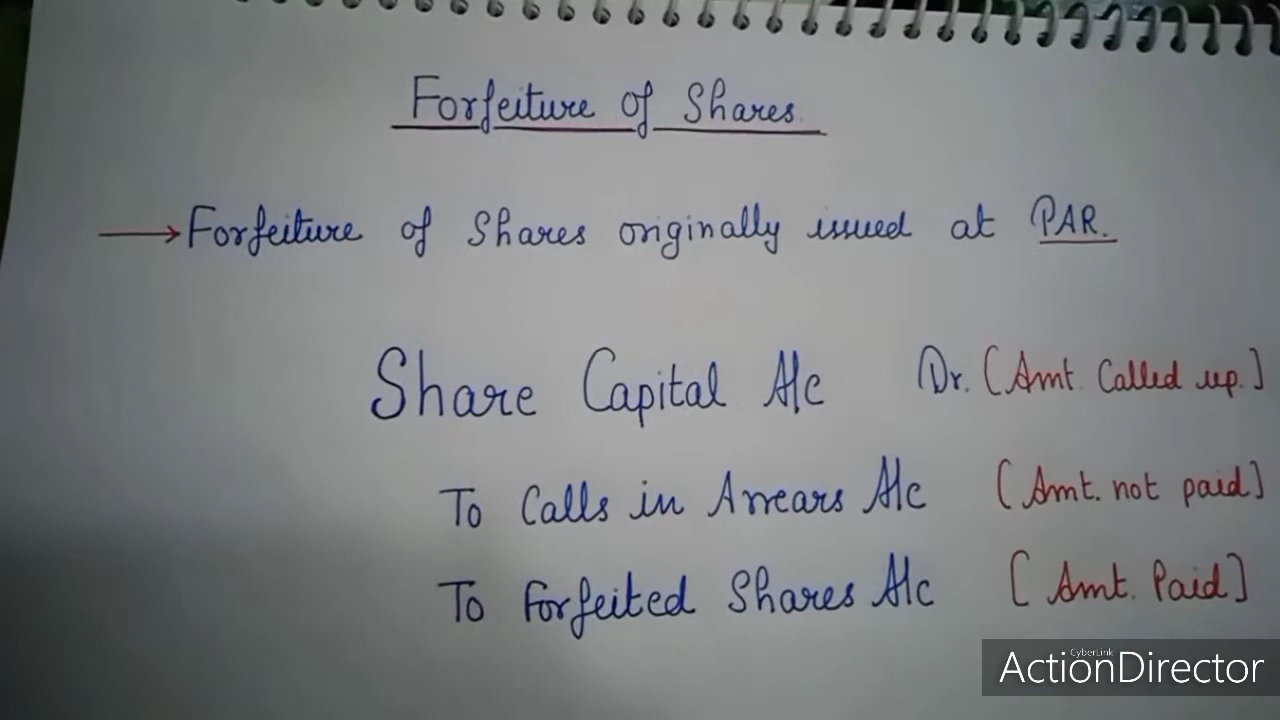 Forfeiture of Shares.
Forfeiture of Shares originally issued at PAR.
Share Capital A/c Dr. [Amt. Called up.]
To Calls in Arrears A/c [Amt. not paid]
To Forfeited Shares A/c [Amt. Paid]
CyberLink
ActionDirector